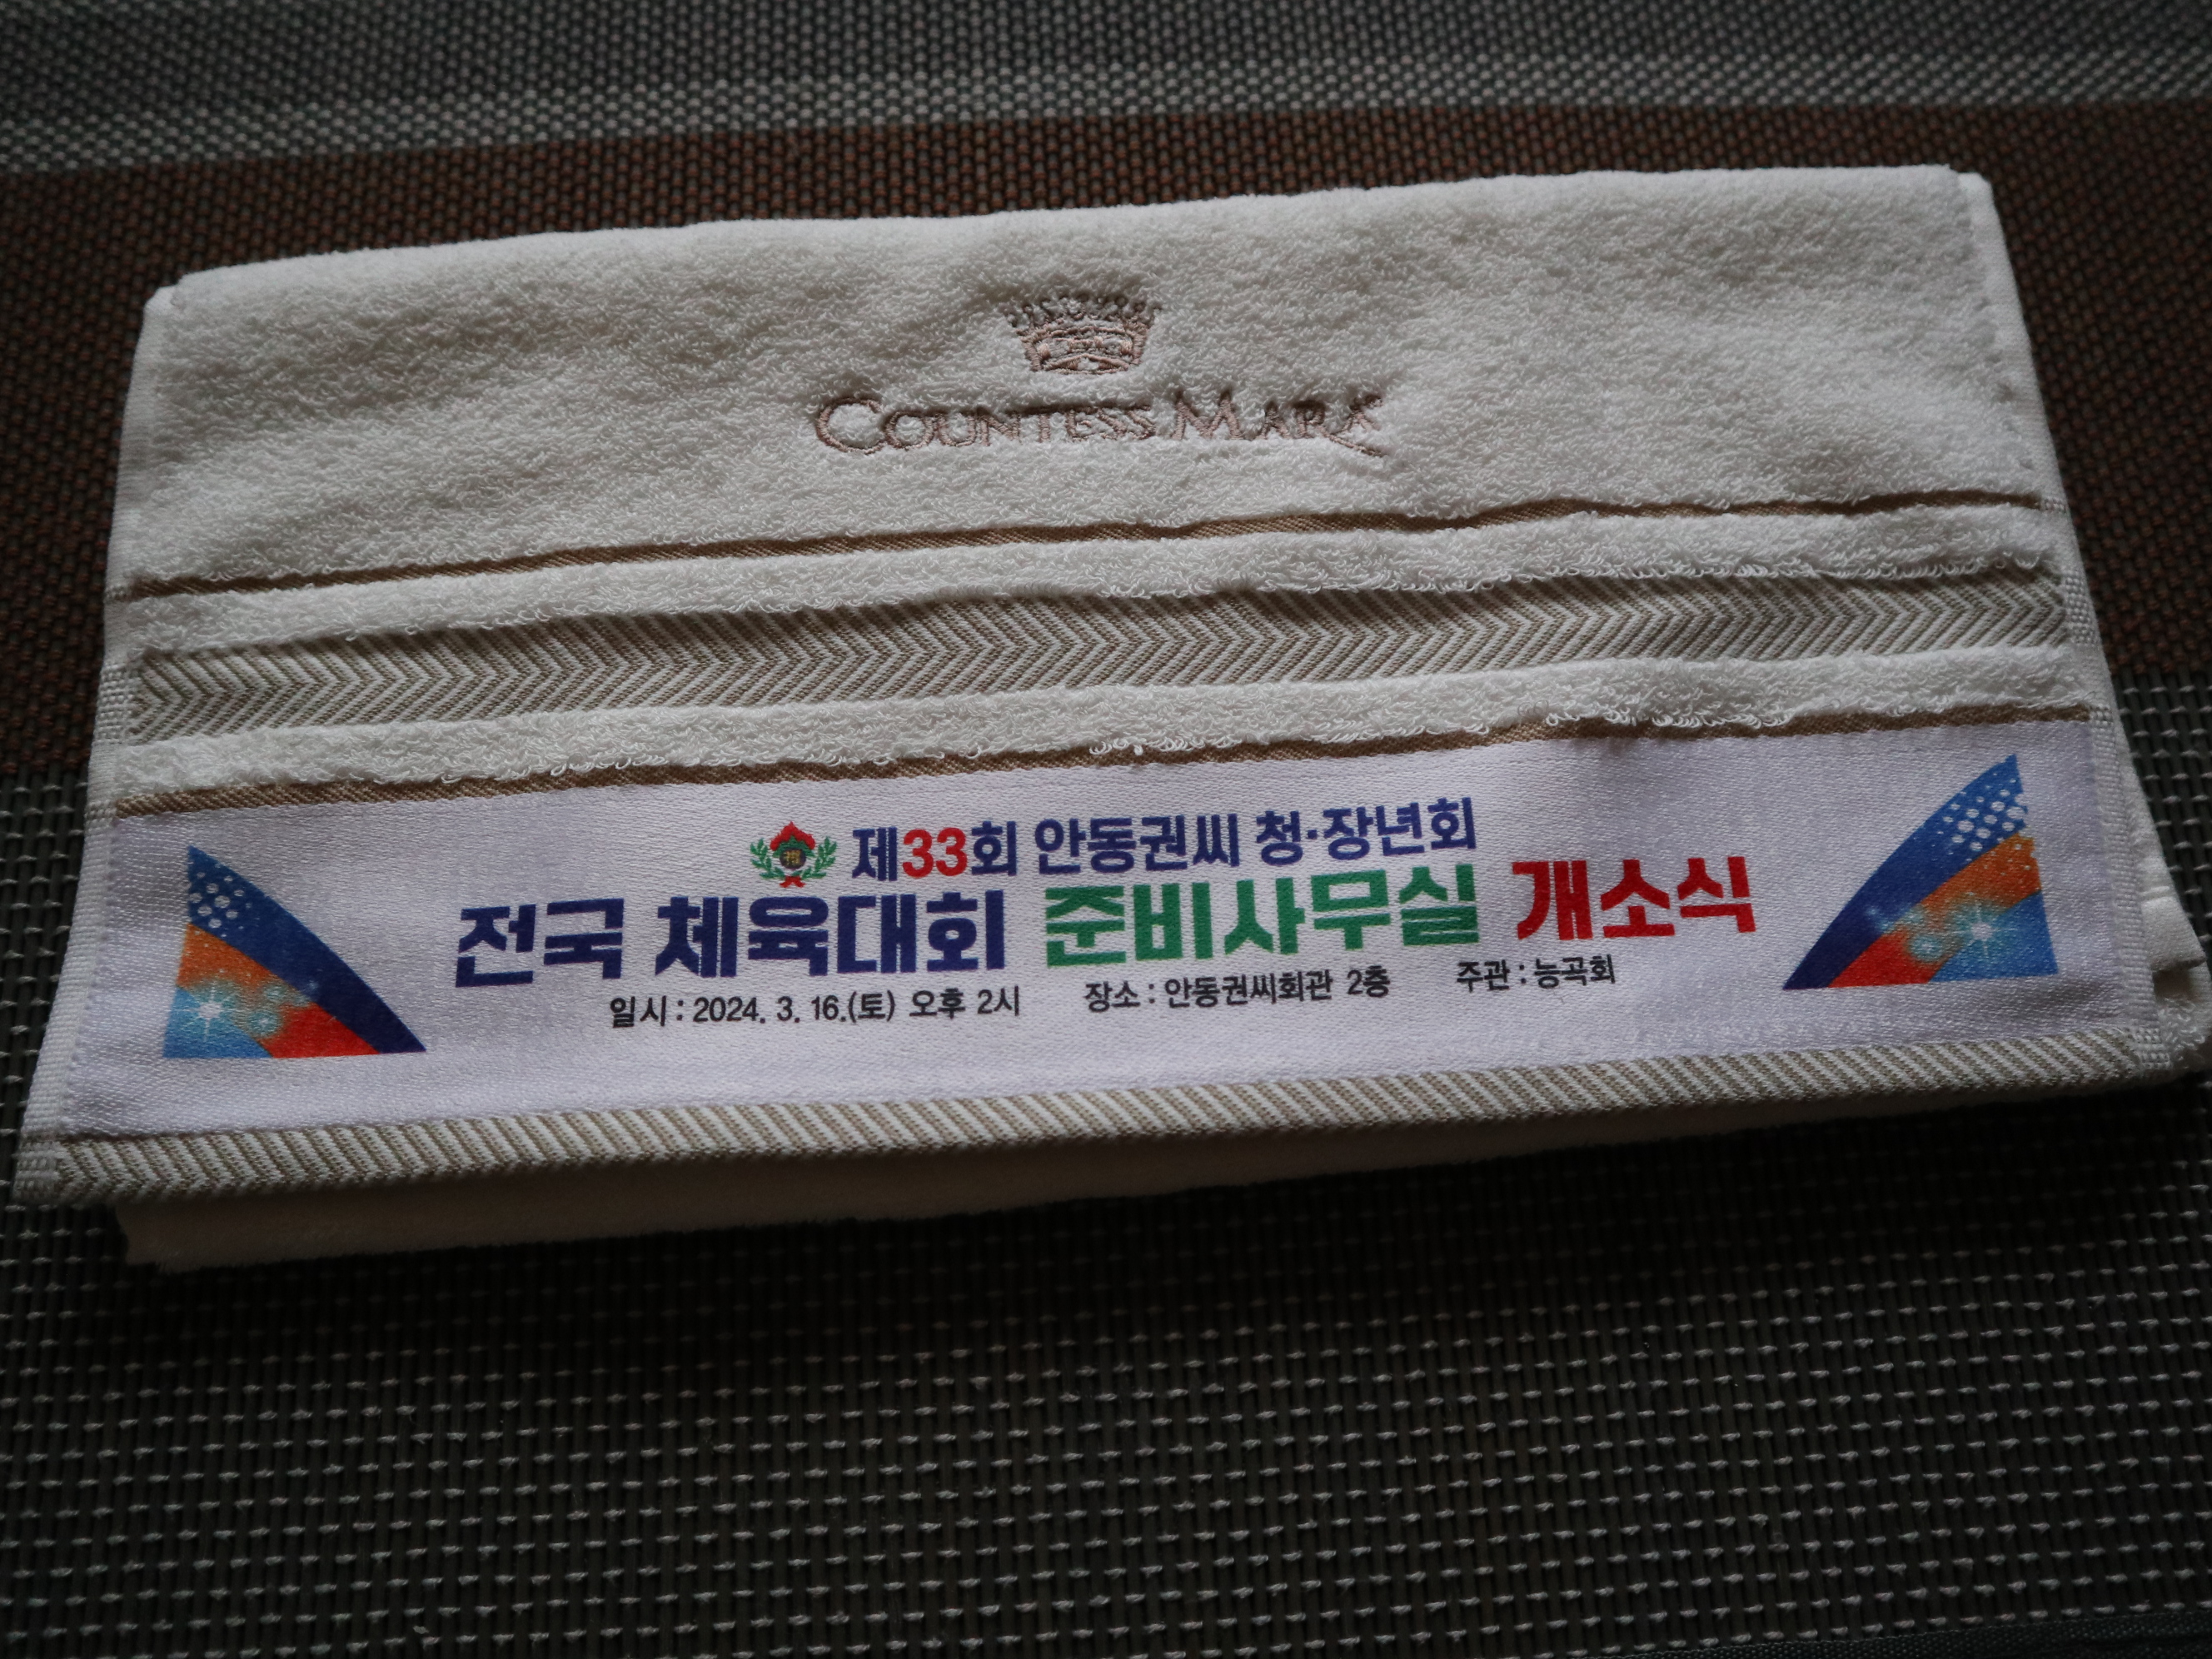 COUNTESS MARA
제33회 안동권씨 청·장년회
전국 체육대회 준비사무실 개소식
일시 : 2024. 3. 16.(토) 오후 2시 장소 : 안동권씨회관 2층 주관 : 능곡회